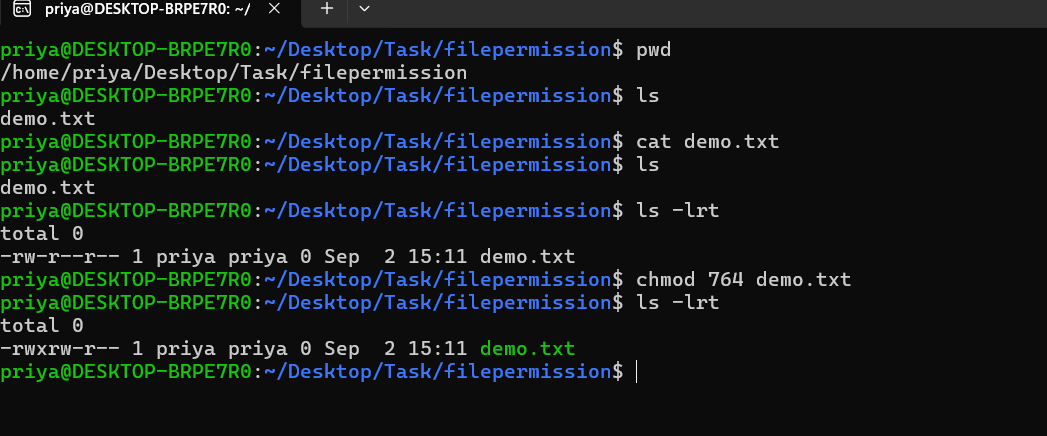 priya@DESKTOP-BRPE7R0: ~/
priya@DESKTOP-BRPE7R0:~/Desktop/Task/filepermission$ pwd
/home/priya/Desktop/Task/filepermission
priya@DESKTOP-BRPE7R0:~/Desktop/Task/filepermission$ ls
demo.txt
priya@DESKTOP-BRPE7R0:~/Desktop/Task/filepermission$ cat demo.txt
priya@DESKTOP-BRPE7R0:~/Desktop/Task/filepermission$ ls
demo.txt
priya@DESKTOP-BRPE7R0:~/Desktop/Task/filepermission$ ls -lrt
total 0
-rw-r--r-- 1 priya priya 0 Sep  2 15:11 demo.txt
priya@DESKTOP-BRPE7R0:~/Desktop/Task/filepermission$ chmod 764 demo.txt
priya@DESKTOP-BRPE7R0:~/Desktop/Task/filepermission$ ls -lrt
total 0
-rwxrw-r-- 1 priya priya 0 Sep  2 15:11 demo.txt
priya@DESKTOP-BRPE7R0:~/Desktop/Task/filepermission$